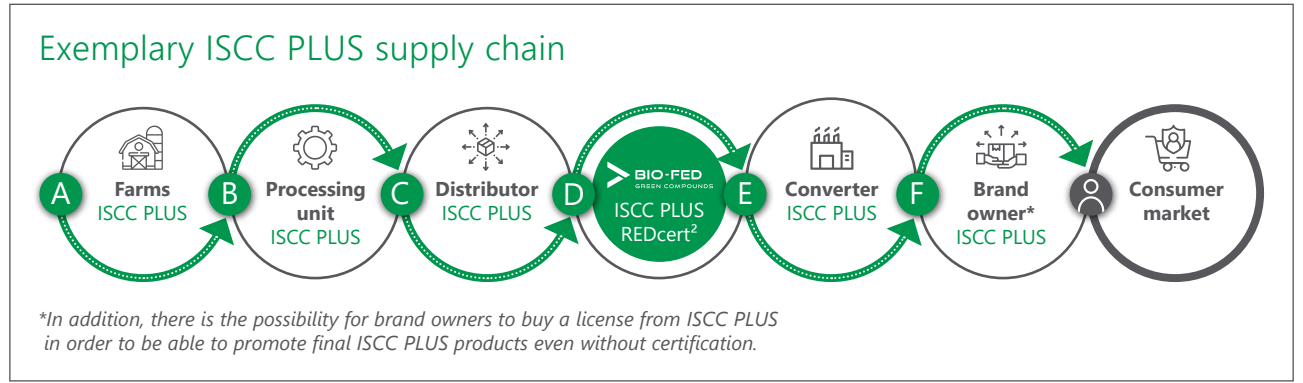 Exemplary ISCC PLUS supply chain
A
Farms
ISCC PLUS
B
Processing
unit
ISCC PLUS
C
Distributor
ISCC PLUS
D
BIO-FED
GREEN COMPOUNDS
ISCC PLUS
REDcert²
E
Converter
ISCC PLUS
F
Brand
owner*
ISCC PLUS
Consumer
market
*In addition, there is the possibility for brand owners to buy a license from ISCC PLUS
in order to be able to promote final ISCC PLUS products even without certification.